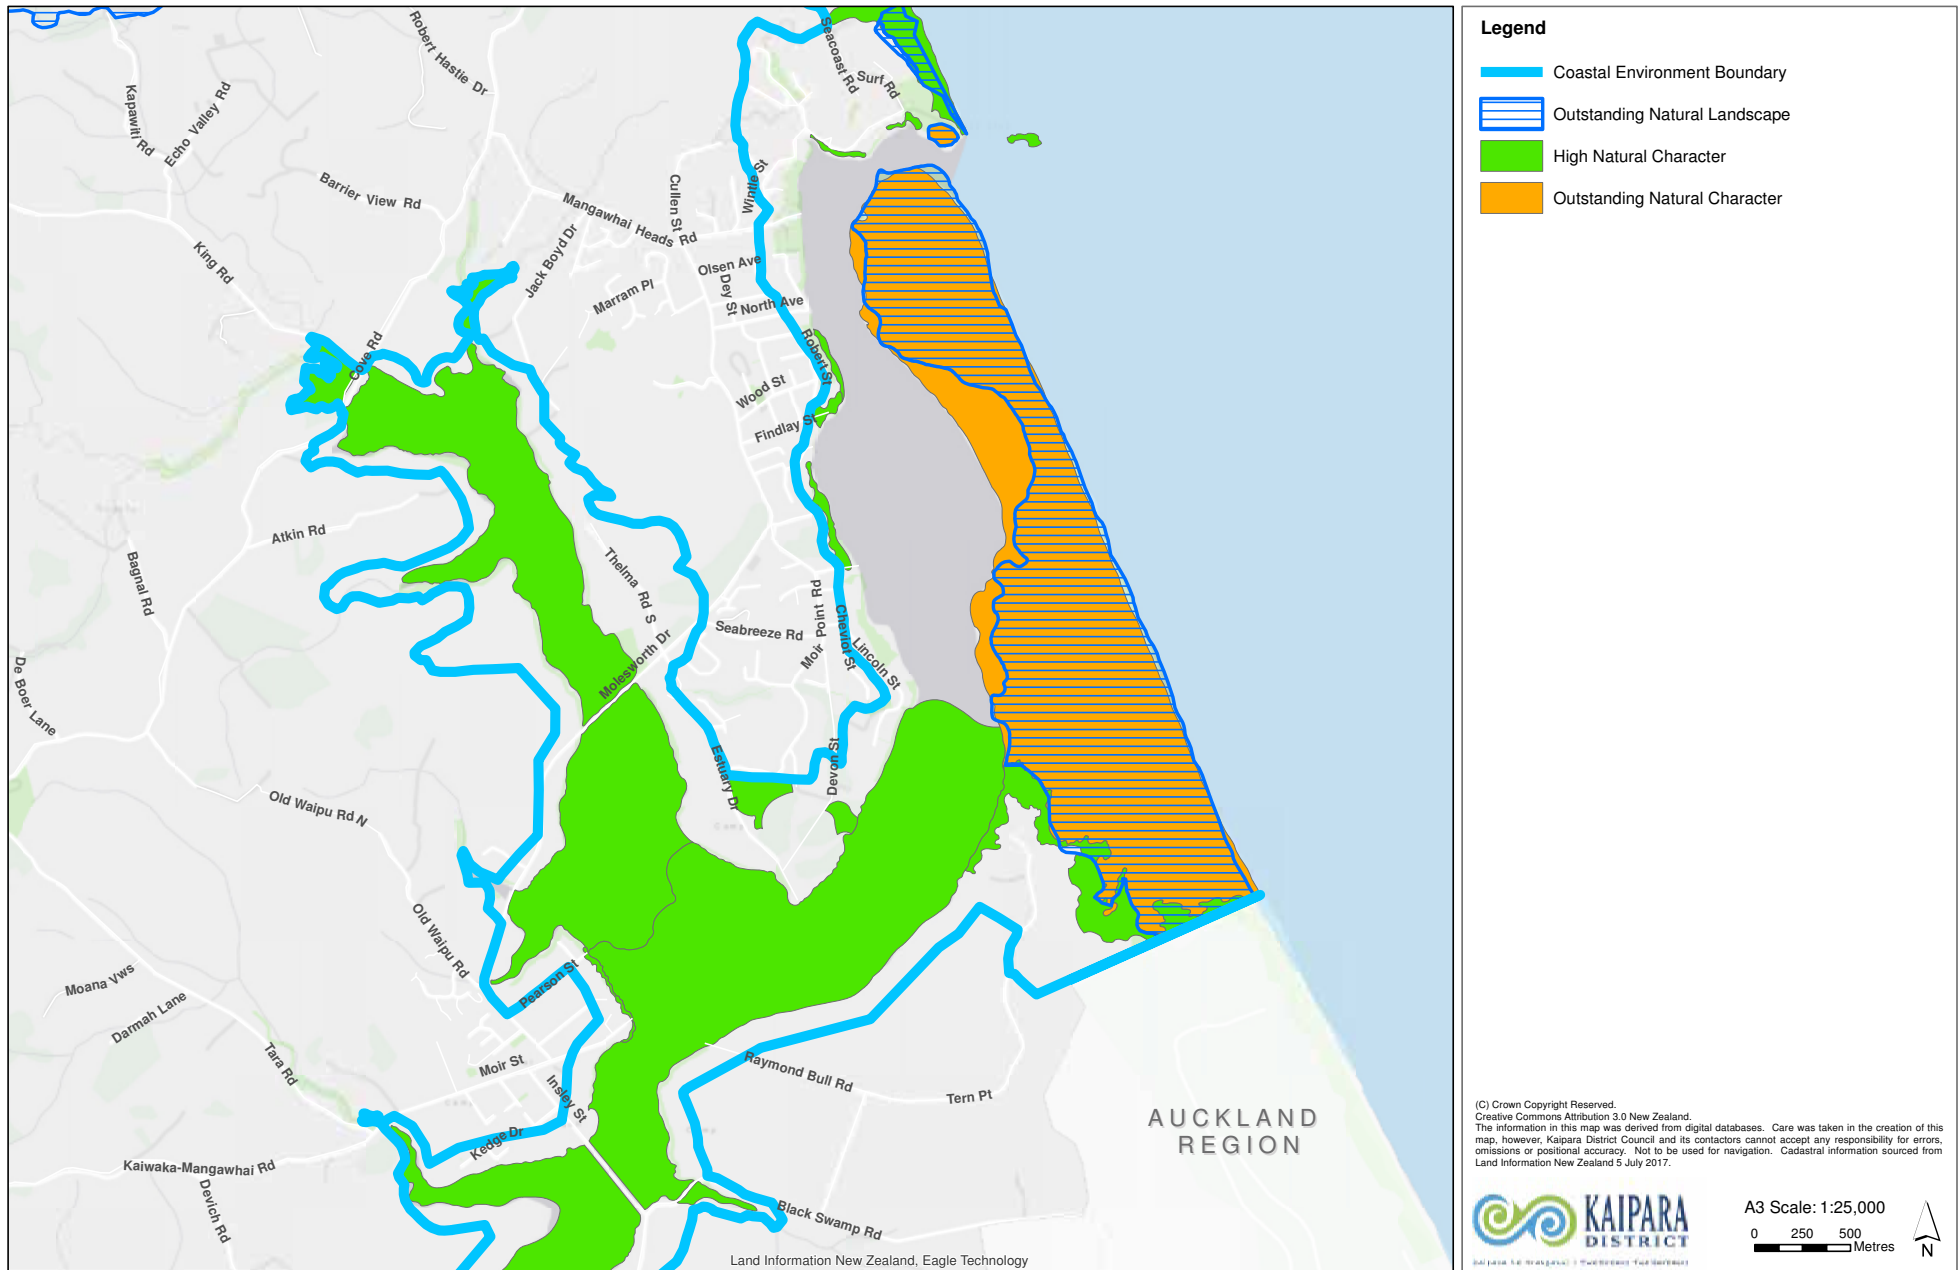 Robert Hastie Dr
Seacoast Rd
Surf Rd
Kapawiti Rd
Echo Valley Rd
Barrier View Rd
Mangawhai Heads Rd
Cullen St
Wintle St
King Rd
Jack Boyd Dr
Olsen Ave
Dey St
Marram Pl
North Ave
Cove Rd
Robert St
Wood St
Findlay St
Atkin Rd
Bagnal Rd
Thelma Rd S
Seabreeze Rd
Moir Point Rd
Cheviot St
Lincoln St
Molesworth Dr
De Boer Lane
Estuary Dr
Devon St
Old Waipu Rd N
Old Waipu Rd
Pearson St
Moana Vws
Darmah Lane
Tara Rd
Moir St
Insley St
Raymond Bull Rd
Tern Pt
Kedge Dr
Kaiwaka-Mangawhai Rd
Devich Rd
Black Swamp Rd
AUCKLAND
REGION
Land Information New Zealand, Eagle Technology
Legend
Coastal Environment Boundary
Outstanding Natural Landscape
High Natural Character
Outstanding Natural Character
(C) Crown Copyright Reserved.
Creative Commons Attribution 3.0 New Zealand.
The information in this map was derived from digital databases. Care was taken in the creation of this
map, however, Kaipara District Council and its contactors cannot accept any responsibility for errors,
omissions or positional accuracy. Not to be used for navigation. Cadastral information sourced from
Land Information New Zealand 5 July 2017.
KAIPARA
DISTRICT
A3 Scale: 1:25,000
0 250 500
Metres
N